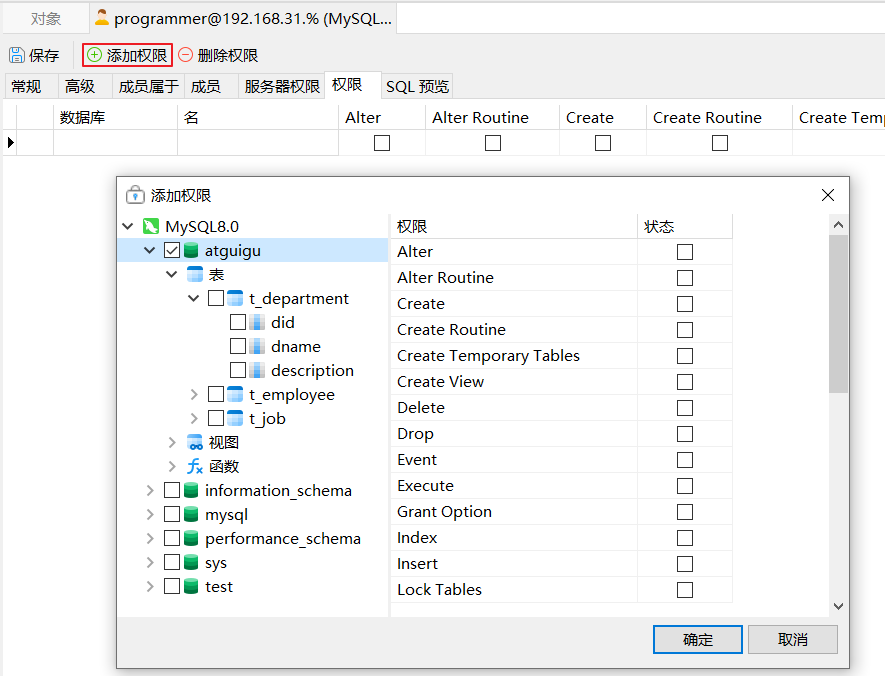 对象 programmer@192.168.31.% (MySQL...
保存 添加权限 删除权限
常规 高级 成员属于 成员 服务器权限 权限 SQL 预览
数据库 名 Alter Alter Routine Create Create Routine Create Temp
添加权限
MySQL8.0
atguigu
表
t_department
did
dname
description
t_employee
t_job
视图
函数
information_schema
mysql
performance_schema
sys
test
权限 状态
Alter
Alter Routine
Create
Create Routine
Create Temporary Tables
Create View
Delete
Drop
Event
Execute
Grant Option
Index
Insert
Lock Tables
确定 取消